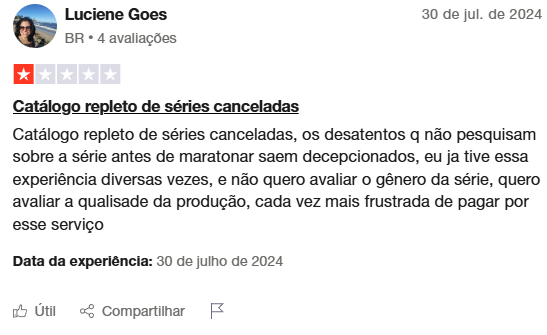 Luciene Goes
30 de jul. de 2024
BR • 4 avaliações
Catálogo repleto de séries canceladas
Catálogo repleto de séries canceladas, os desatentos q não pesquisam
sobre a série antes de maratonar saem decepcionados, eu ja tive essa
experiência diversas vezes, e não quero avaliar o gênero da série, quero
avaliar a qualisade da produção, cada vez mais frustrada de pagar por
esse serviço
Data da experiência: 30 de julho de 2024
Útil
Compartilhar